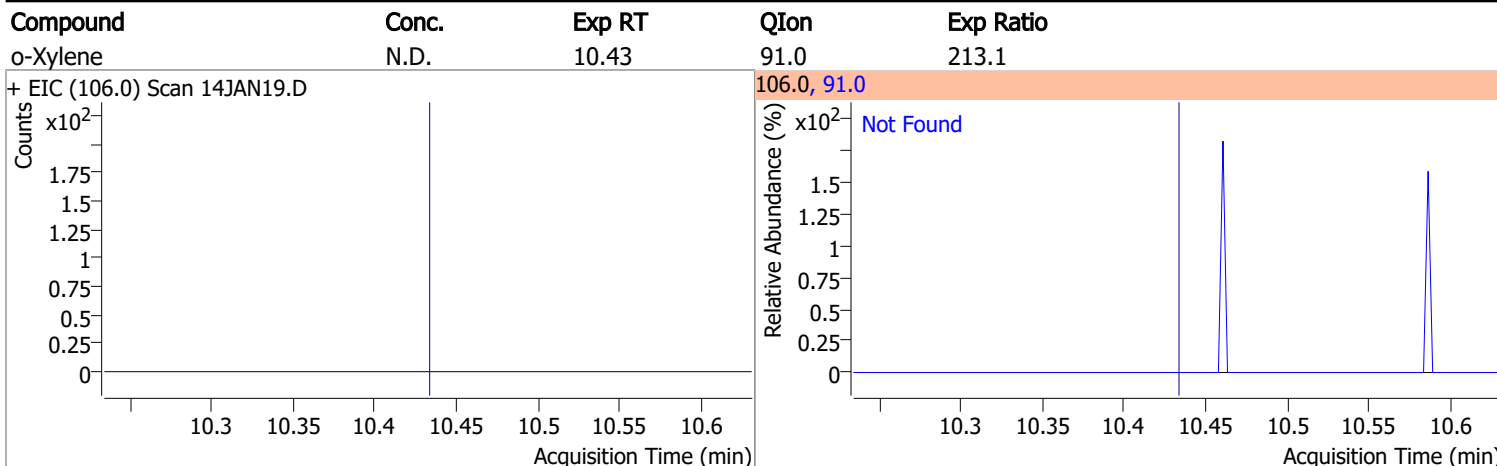 Compound Conc. Exp RT QIon Exp Ratio
o-Xylene N.D. 10.43 91.0 213.1
+ EIC (106.0) Scan 14JAN19.D
Counts
x102
1.75
1.5
1.25
1
0.75
0.5
0.25
0
10.3 10.35 10.4 10.45 10.5 10.55 10.6
Acquisition Time (min)
106.0, 91.0
Relative Abundance (%)
x102
Not Found
1.5
1.25
1
0.75
0.5
0.25
0
10.3 10.35 10.4 10.45 10.5 10.55 10.6
Acquisition Time (min)